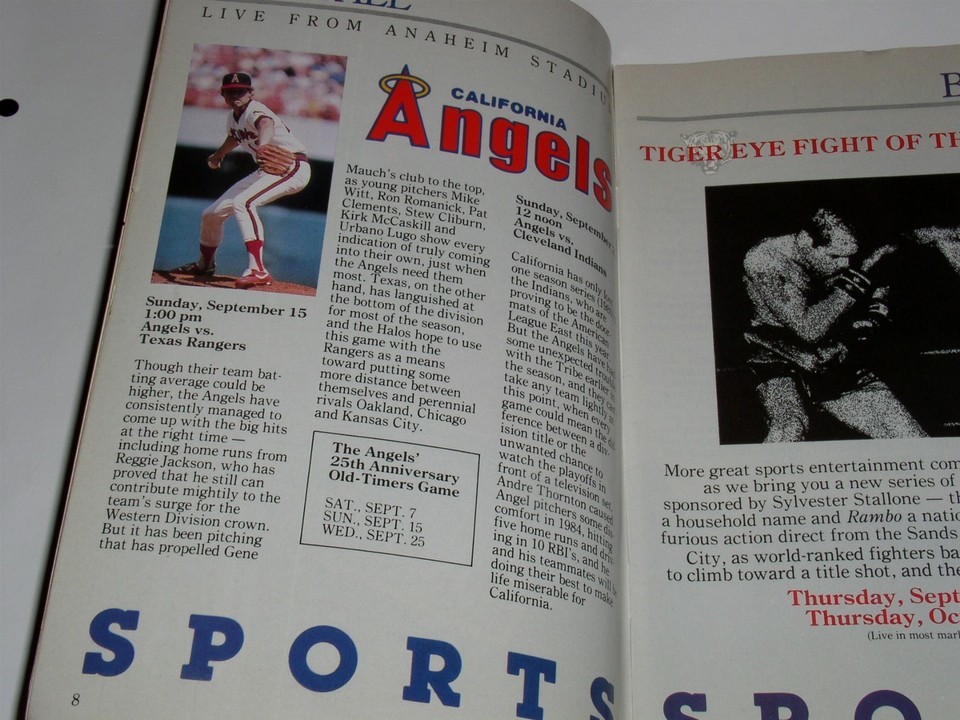 LIVE FROM ANAHEIM STADIU
CALIFORNIA
Angels
A
Sunday, September 15
1:00 pm
Angels vs.
Texas Rangers
Though their team bat-
ting average could be
higher, the Angels have
consistently managed to
come up with the big hits
at the right time —
including home runs from
Reggie Jackson, who has
proved that he still can
contribute mightily to the
team's surge for the
Western Division crown.
But it has been pitching
that has propelled Gene
Mauch's club to the top,
as young pitchers Mike
Witt, Ron Romanick, Pat
Clements, Stew Cliburn,
Kirk McCaskill and
Urbano Lugo show every
indication of truly coming
into their own, just when
the Angels need them
most. Texas, on the other
hand, has languished at
the bottom of the division
for most of the season,
and the Halos hope to use
this game with the
Rangers as a means
toward putting some
more distance between
themselves and perennial
rivals Oakland, Chicago
and Kansas City.
The Angels'
25th Anniversary
Old-Timers Game
SAT., SEPT. 7
SUN., SEPT. 15
WED., SEPT. 25
Sunday, September
12 noon
Angels vs.
Cleveland Indians
California has only
one season series
the Indians, who are
proving to be the door
mats of the American
League East this year
But the Angels have
some unexpected
with the Tribe earlier
the season, and they
take any team lightly
this point, when every
game could mean the dif-
ference between a div-
ision title or the
unwanted chance to
watch the playoffs in
front of a television set.
Andre Thornton caused
Angel pitchers some dis-
comfort in 1984, hitting
five home runs and driv-
ing in 10 RBI's, and he
and his teammates will be
doing their best to make
life miserable for
California.
SPORTS
8
B
TIGER EYE FIGHT OF TH
More great sports entertainment com
as we bring you a new series of
sponsored by Sylvester Stallone — th
a household name and Rambo a natio
furious action direct from the Sands
City, as world-ranked fighters ba
to climb toward a title shot, and the
Thursday, Sept
Thursday, Oc
(Live in most mark
SPO